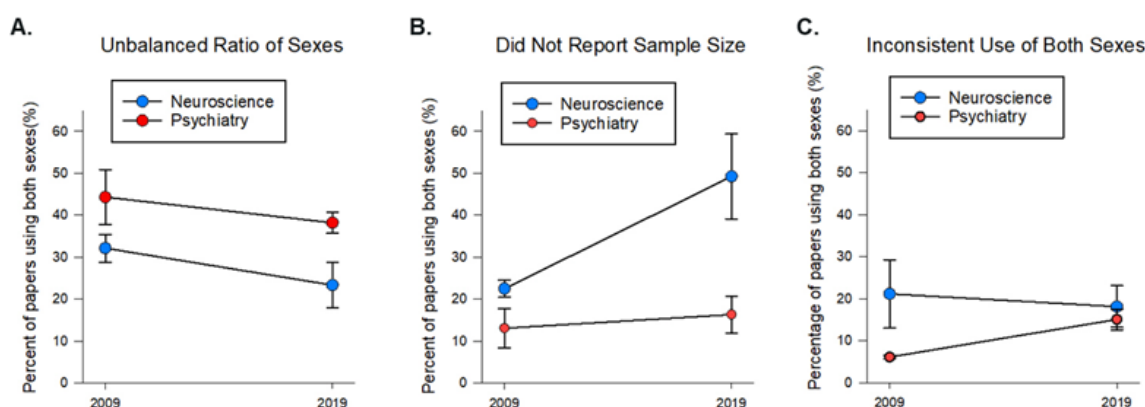 A.
Unbalanced Ratio of Sexes
Neuroscience
Psychiatry
Percent of papers using both sexes(%)
60
50
40
30
20
10
0
2009
2019
B.
Did Not Report Sample Size
Neuroscience
Psychiatry
Percent of papers using both sexes (%)
60
50
40
30
20
10
0
2009
2019
C.
Inconsistent Use of Both Sexes
Neuroscience
Psychiatry
Percentage of papers using both sexes (%)
60
50
40
30
20
10
0
2009
2019